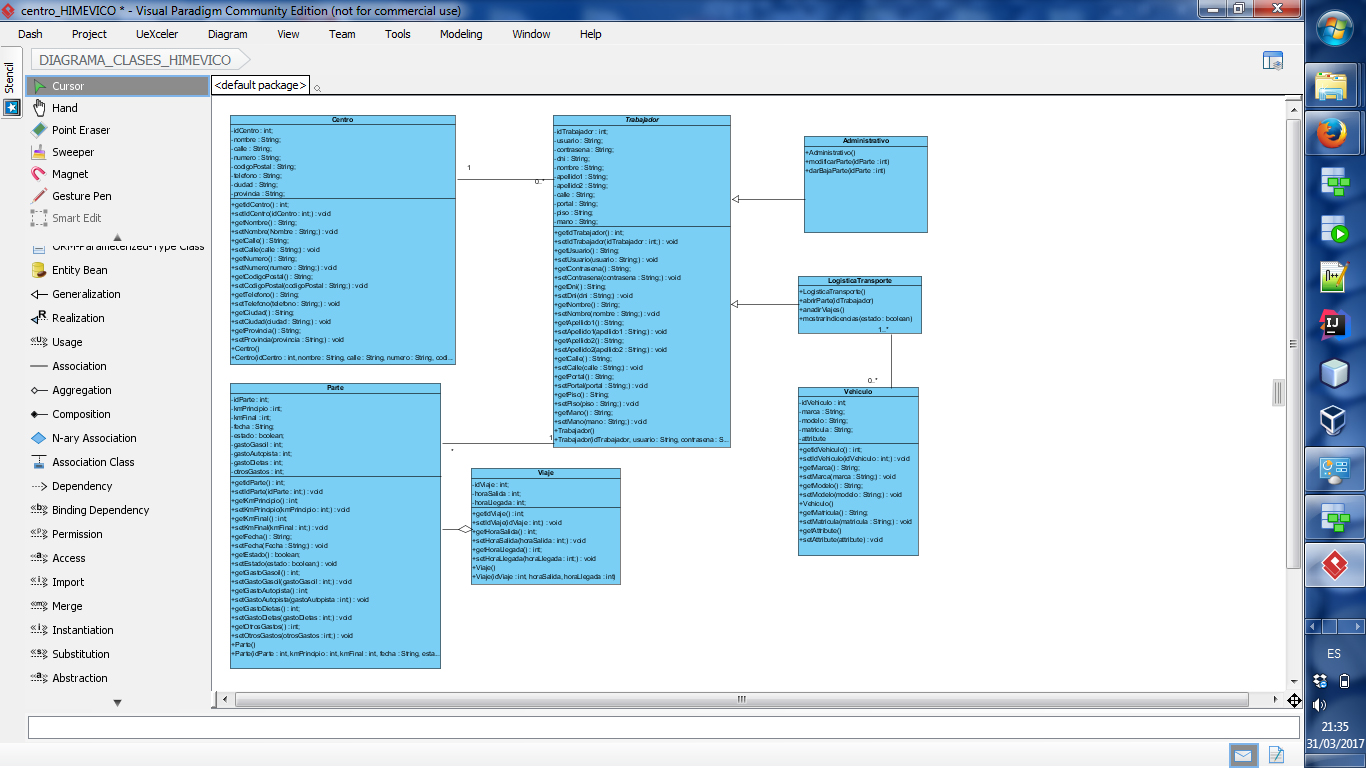 centro_HIMEVICO * - Visual Paradigm Community Edition (not for commercial use)
Dash Project UeXceler Diagram View Team Tools Modeling Window Help
DIAGRAMA_CLASES_HIMEVICO
Stencil
Cursor
Hand
Point Eraser
Sweeper
Magnet
Gesture Pen
Smart Edit
ORM-Parameterized-Type Class
Entity Bean
Generalization
Realization
Usage
Association
Aggregation
Composition
N-ary Association
Association Class
Dependency
Binding Dependency
Permission
Access
Import
Merge
Instantiation
Substitution
Abstraction
<default package>
Centro
-idCentro : int;
-nombre : String;
-calle : String;
-numero : String;
-codigoPostal : String;
-telefono : String;
-ciudad : String;
-provincia : String;
+getIdCentro() : int;
+setIdCentro(idCentro : int;) : void
+getNombre() : String;
+setNombre(Nombre : String;) : void
+getCalle() : String;
+setCalle(calle : String;) : void
+getNumero() : String;
+setNumero(numero : String;) : void
+getCodigoPostal() : String;
+setCodigoPostal(codigoPostal : String;) : void
+getTelefono() : String;
+setTelefono(telefono : String;) : void
+getCiudad() : String;
+setCiudad(ciudad : String;) : void
+getProvincia() : String;
+setProvincia(provincia : String;) : void
+Centro()
+Centro(idCentro : int, nombre : String, calle : String, numero : String, codi...
1
0..*
Trabajador
-idTrabajador : int;
-usuario : String;
-contrasena : String;
-dni : String;
-nombre : String;
-apellido1 : String;
-apellido2 : String;
-calle : String;
-portal : String;
-piso : String;
-mano : String;
+getIdTrabajador() : int;
+setIdTrabajador(idTrabajador : int;) : void
+getUsuario() : String;
+setUsuario(usuario : String;) : void
+getContrasena() : String;
+setContrasena(contrasena : String;) : void
+getDni() : String;
+setDni(dni : String;) : void
+getNombre() : String;
+setNombre(nombre : String;) : void
+getApellido1() : String;
+setApellido1(apellido1 : String;) : void
+getApellido2() : String;
+setApellido2(apellido2 : String;) : void
+getCalle() : String;
+setCalle(calle : String;) : void
+getPortal() : String;
+setPortal(portal : String;) : void
+getPiso() : String;
+setPiso(piso : String;) : void
+getMano() : String;
+setMano(mano : String;) : void
+Trabajador()
+Trabajador(idTrabajador, usuario : String, contrasena : S...
1
*
Administrativo
+Administrativo()
+modificarParte(idParte : int)
+darBajaParte(idParte : int)
LogisticaTransporte
+LogisticaTransporte()
+abrirParte(idTrabajador)
+anadirViajes()
+mostrarIndicencias(estado : boolean)
1..*
0..*
Vehiculo
-idVehiculo : int;
-marca : String;
-modelo : String;
-matricula : String;
-attribute
+getIdVehiculo() : int;
+setIdVehiculo(idVehiculo : int;) : void
+getMarca() : String;
+setMarca(marca : String;) : void
+getModelo() : String;
+setModelo(modelo : String;) : void
+Vehiculo()
+getMatricula() : String;
+setMatricula(matricula : String;) : void
+getAttribute()
+setAttribute(attribute) : void
Parte
-idParte : int;
-kmPrincipio : int;
-kmFinal : int;
-fecha : String;
-estado : boolean;
-gastoGasoil : int;
-gastoAutopista : int;
-gastoDietas : int;
-otrosGastos : int;
+getIdParte() : int;
+setIdParte(idParte : int;) : void
+getKmPrincipio() : int;
+setKmPrincipio(kmPrincipio : int;) : void
+getKmFinal() : int;
+setKmFinal(kmFinal : int;) : void
+getFecha() : String;
+setFecha(Fecha : String;) : void
+getEstado() : boolean;
+setEstado(estado : boolean;) : void
+getGastoGasoil() : int;
+setGastoGasoil(gastoGasoil : int;) : void
+getGastoAutopista() : int;
+setGastoAutopista(gastoAutopista : int;) : void
+getGastoDietas() : int;
+setGastoDietas(gastoDietas : int;) : void
+getOtrosGastos() : int;
+setOtrosGastos(otrosGastos : int;) : void
+Parte()
+Parte(idParte : int, kmPrincipio : int, kmFinal : int, fecha : String, esta...
Viaje
-idViaje : int;
-horaSalida : int;
-horaLlegada : int;
+getIdViaje() : int;
+setIdViaje(idViaje : int;) : void
+getHoraSalida() : int;
+setHoraSalida(horaSalida : int;) : void
+getHoraLlegada() : int;
+setHoraLlegada(horaLlegada : int;) : void
+Viaje()
+Viaje(idViaje : int, horaSalida, horaLlegada : int)
ES
21:35
31/03/2017